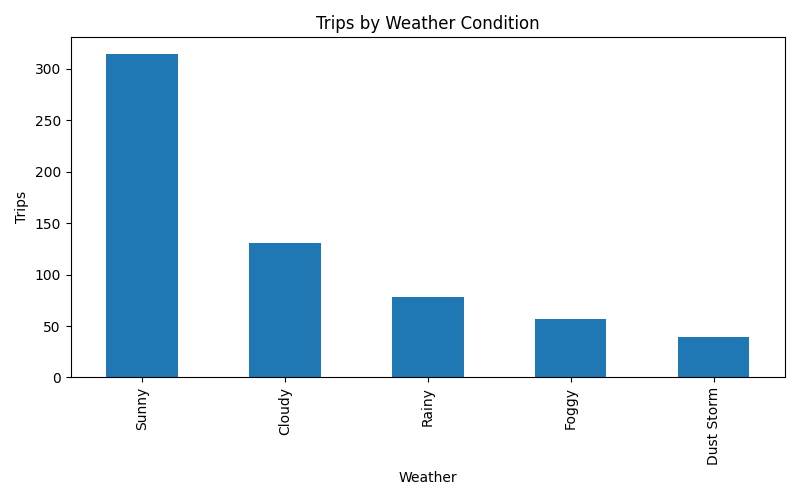 Trips by Weather Condition
Trips
300
250
200
150
100
50
0
Sunny
Cloudy
Rainy
Foggy
Dust Storm
Weather